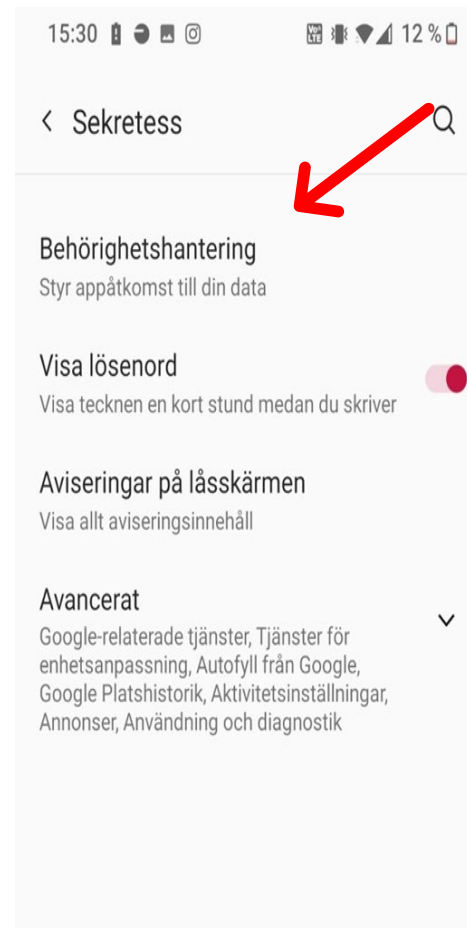 15:30 Vo) LTE 12 %
Sekretess
Behörighetshantering
Styr appåtkomst till din data
Visa lösenord
Visa tecknen en kort stund medan du skriver
Aviseringar på låsskärmen
Visa allt aviseringsinnehåll
Avancerat
Google-relaterade tjänster, Tjänster för
enhetsanpassning, Autofyll från Google,
Google Platshistorik, Aktivitetsinställningar,
Annonser, Användning och diagnostik